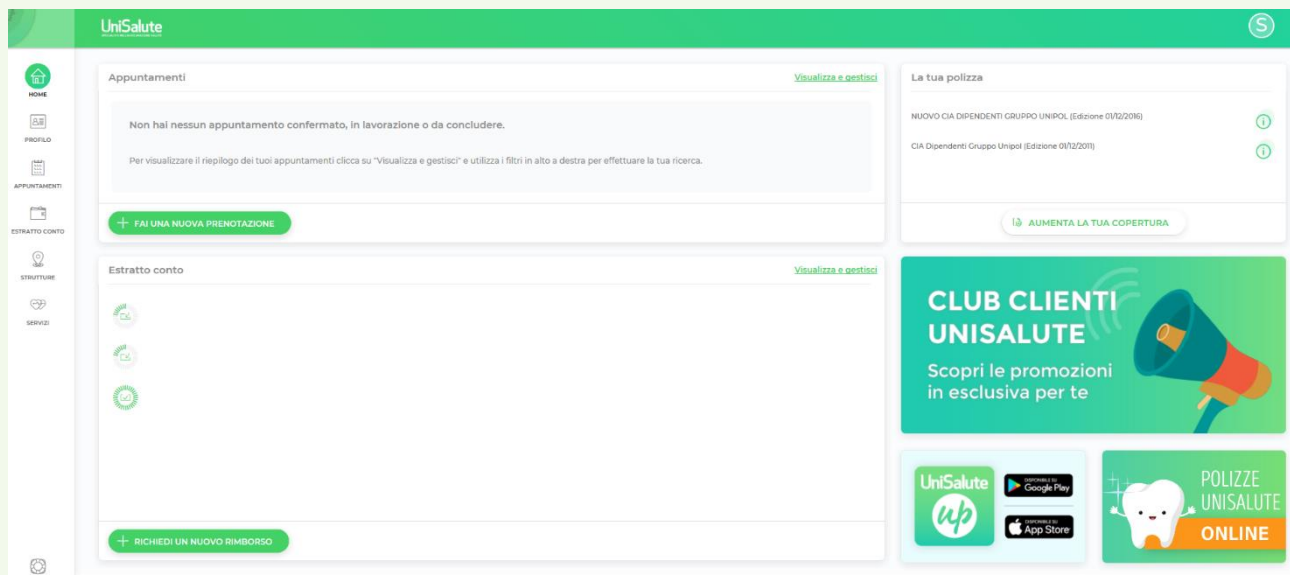 UniSalute
S
HOME
PROFILO
APPUNTAMENTI
ESTRATTO CONTO
STRUTTURE
SERVIZI
Appuntamenti
Visualizza e gestisci
Non hai nessun appuntamento confermato, in lavorazione o da concludere.
Per visualizzare il riepilogo dei tuoi appuntamenti clicca su "Visualizza e gestisci" e utilizza i filtri in alto a destra per effettuare la tua ricerca.
+ FAI UNA NUOVA PRENOTAZIONE
La tua polizza
NUOVO CIA DIPENDENTI GRUPPO UNIPOL (Edizione 01/12/2016)
CIA Dipendenti Gruppo Unipol (Edizione 01/12/2011)
AUMENTA LA TUA COPERTURA
Estratto conto
Visualizza e gestisci
+ RICHIEDI UN NUOVO RIMBORSO
CLUB CLIENTI
UNISALUTE
Scopri le promozioni
in esclusiva per te
UniSalute
up
DISPONIBILE SU
Google Play
DISPONIBILE SU
App Store
POLIZZE
UNISALUTE
ONLINE